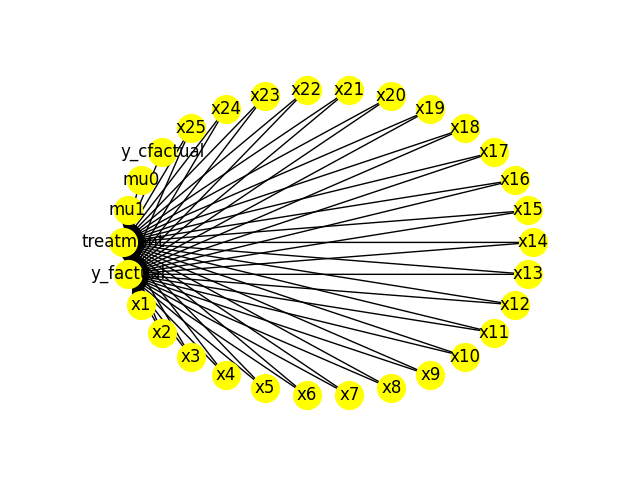 x22
x21
x23
x20
x24
x19
x25
x18
y_cfactual
x17
mu0
x16
mu1
x15
treatment
x14
y_factual
x13
x1
x12
x2
x11
x3
x10
x4
x9
x5
x8
x6
x7